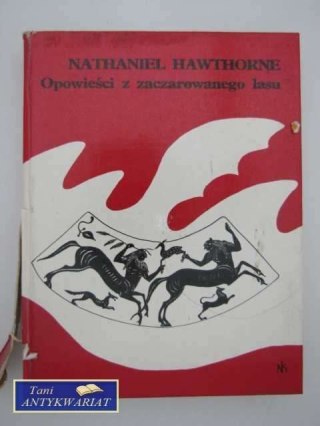 NATHANIEL HAWTHORNE
Opowieści z zaczarowanego lasu
Tani
ANTYKWARIAT